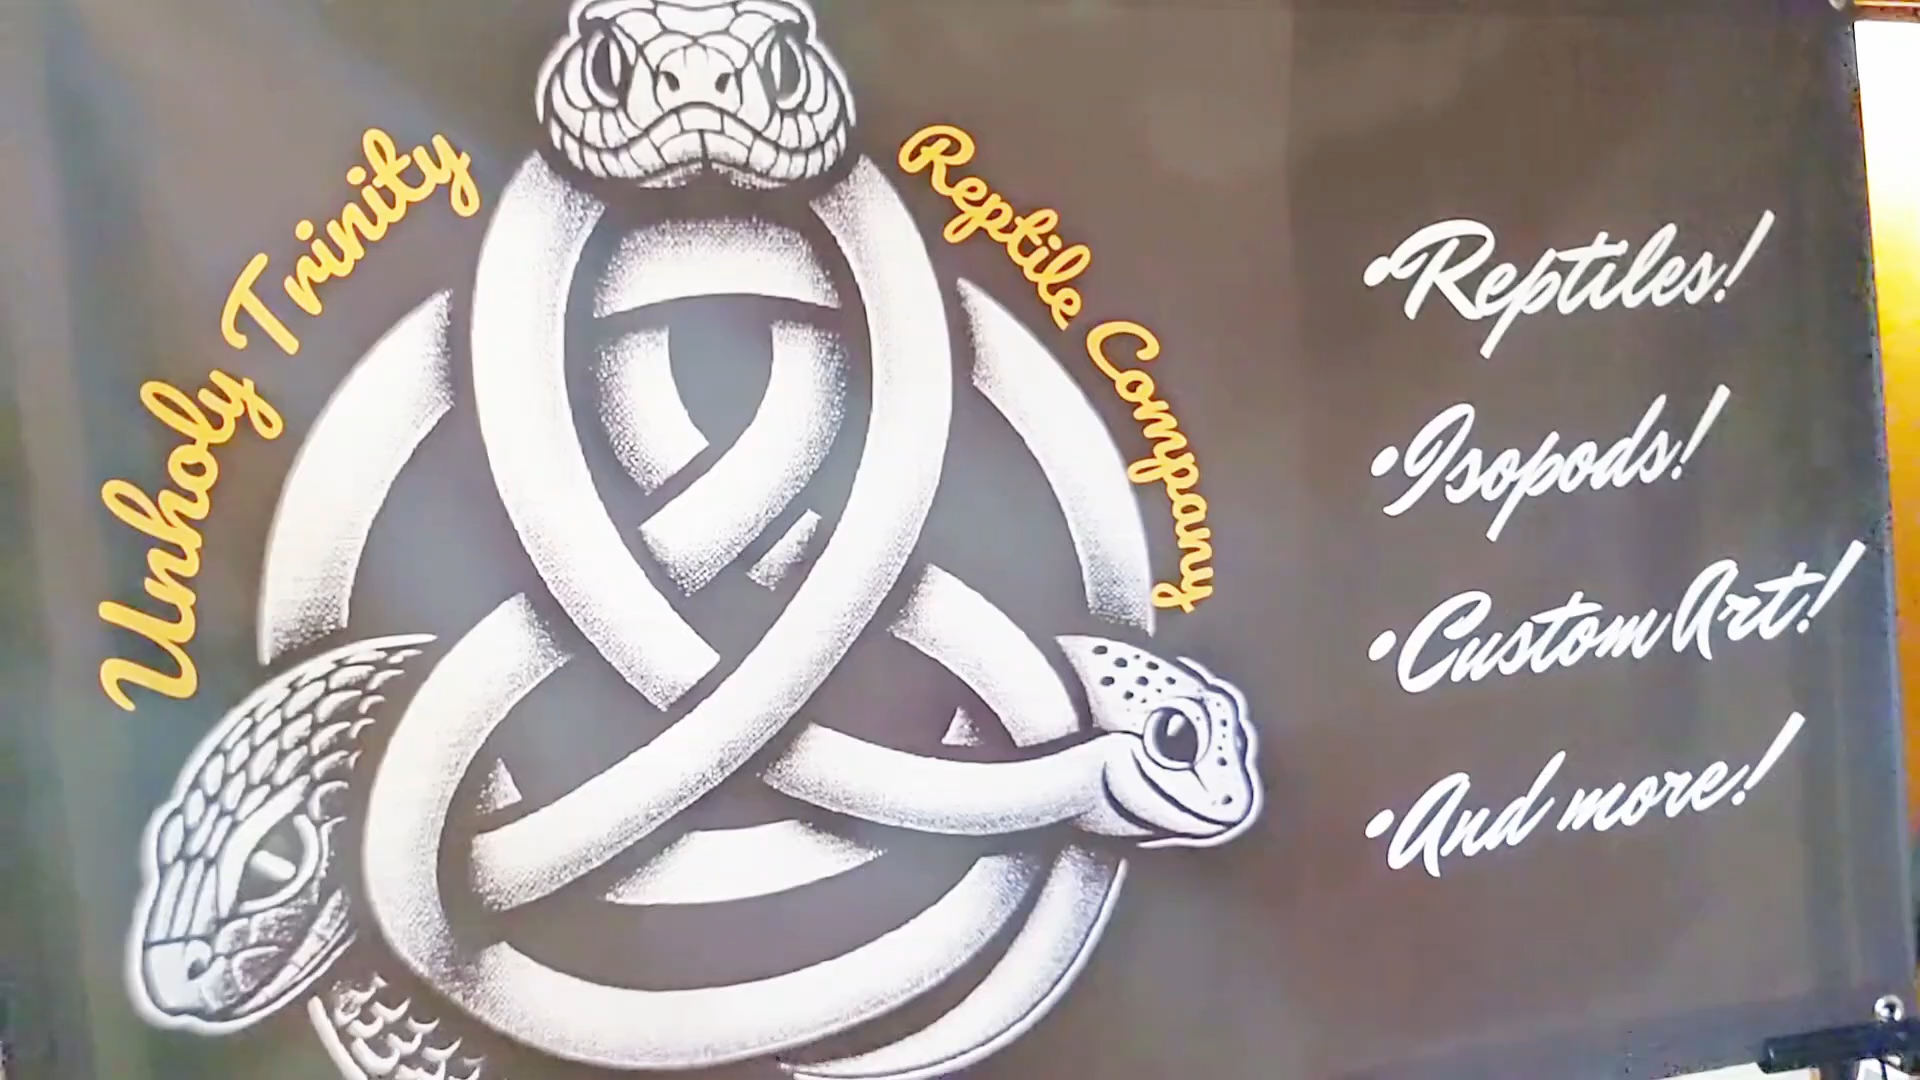 Unholy Trinity
Reptile Company
•Reptiles!
•Isopods!
•Custom Art!
•And more!